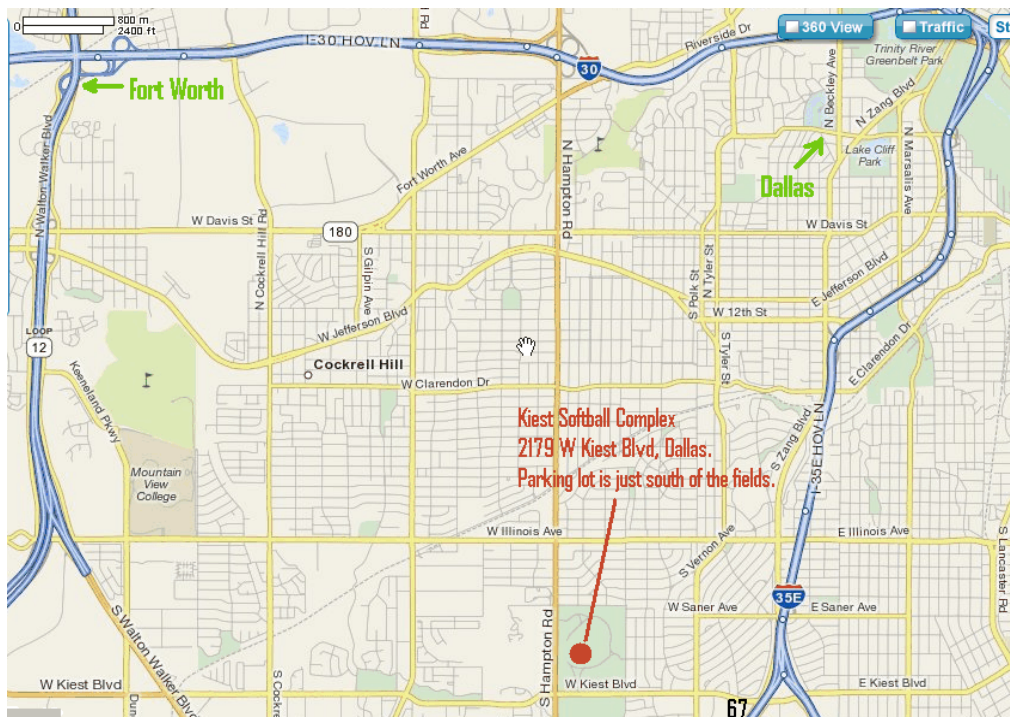 0 800 m
2400 ft
360 View
Traffic
St
ll Rd
E30 HOV LN
Riverside Dr
Trinity River
Greenbelt Park
30
Fort Worth
N Walton Walker Blvd
N Beckley Ave
N Zang Blvd
Lake Cliff
Park
N Marsalis Ave
Dallas
Fort Worth Ave
N Hampton Rd
W Davis St
W Davis St
180
N Cockrell Hill Rd
S Gilpin Ave
S Polk St
N Tyler St
E Jefferson Blvd
W Jefferson Blvd
W 12th St
LOOP
12
S Tyler St
E Clarendon Dr
Cockrell Hill
W Clarendon Dr
Keeneland Pkwy
Kiest Softball Complex
2179 W Kiest Blvd, Dallas.
Parking lot is just south of the fields.
S Zang Blvd
I-35E HOV LN
Mountain
View
College
W Illinois Ave
E Illinois Ave
S Vernon Ave
S Lancaster Rd
35E
W Saner Ave
E Saner Ave
S Walton Walker Blvd
S Hampton Rd
S Cockre
Dun
W Kiest Blvd
W Kiest Blvd
E Kiest Blvd
67